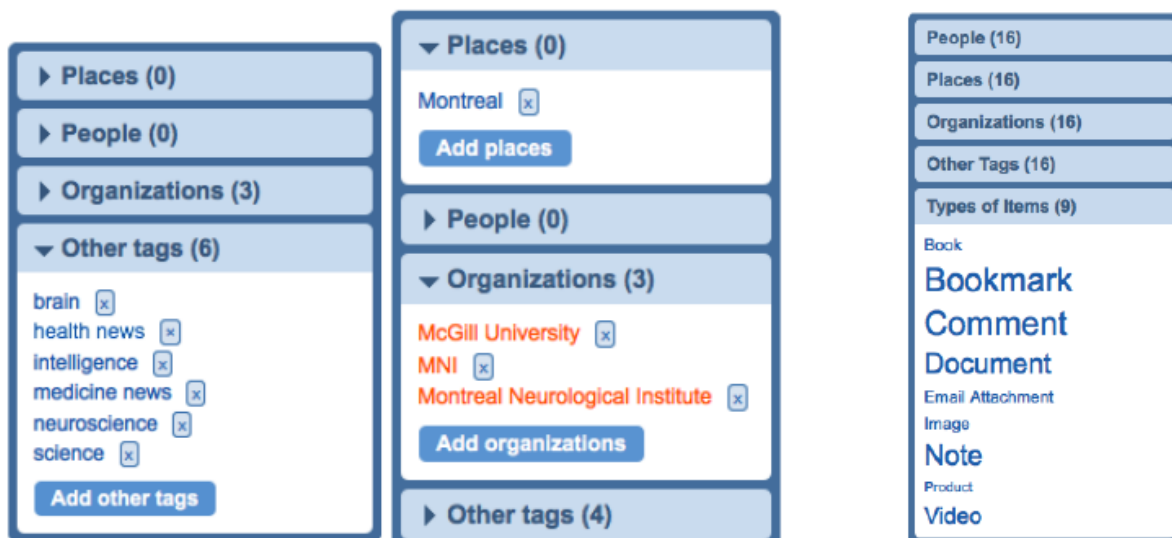 Places (0)
People (0)
Organizations (3)
Other tags (6)
brain x
health news x
intelligence x
medicine news x
neuroscience x
science x
Add other tags
Places (0)
Montreal x
Add places
People (0)
Organizations (3)
McGill University x
MNI x
Montreal Neurological Institute x
Add organizations
Other tags (4)
People (16)
Places (16)
Organizations (16)
Other Tags (16)
Types of Items (9)
Book
Bookmark
Comment
Document
Email Attachment
Image
Note
Product
Video